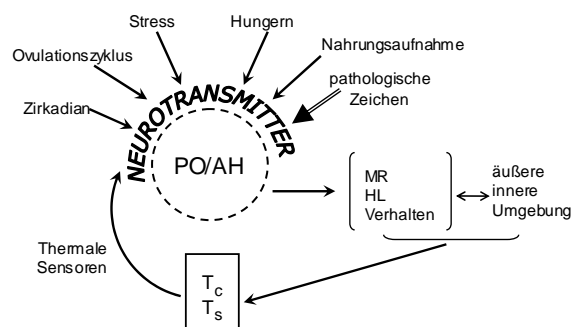 Stress
Hungern
Ovulationszyklus
Nahrungsaufnahme
pathologische
Zeichen
Zirkadian
NEUROTRANSMITTER
PO/AH
MR
HL
Verhalten
äußere
innere
Umgebung
Thermale
Sensoren
Tc
Ts